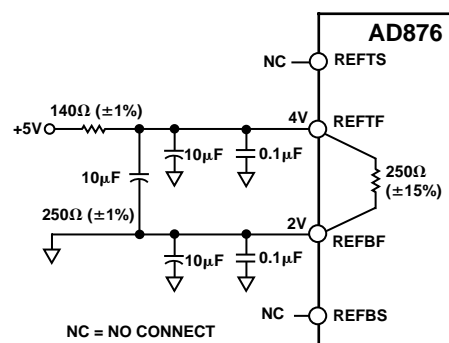 AD876
NC
REFTS
140Ω (±1%)
4V
REFTF
+5V
10µF
0.1µF
250Ω
(±15%)
10µF
250Ω (±1%)
2V
REFBF
10µF
0.1µF
NC
REFBS
NC = NO CONNECT